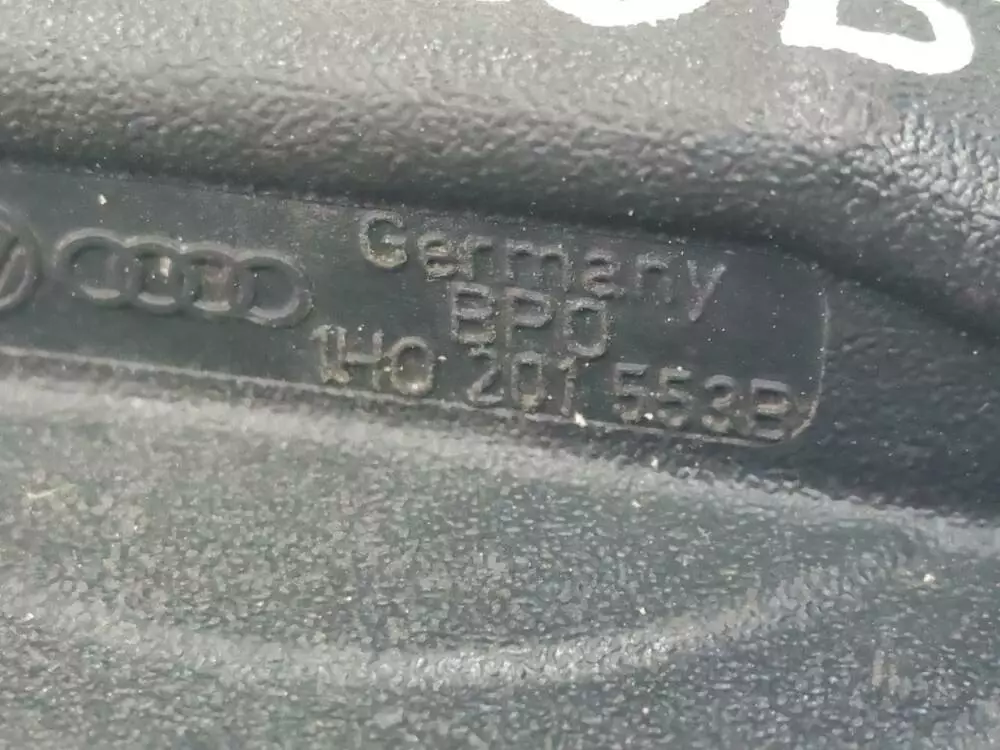 Germany
BPO
1H0 201 553B